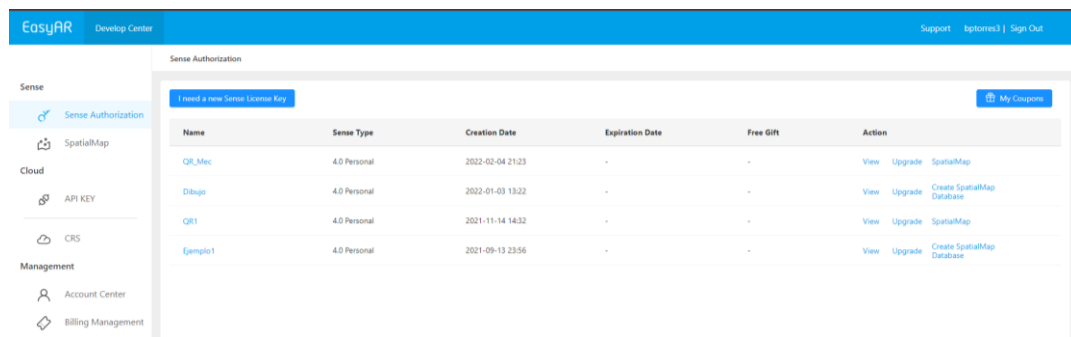 EasyAR Develop Center Support bptorres3 | Sign Out
Sense Authorization
Sense
Sense Authorization
SpatialMap
Cloud
API KEY
CRS
Management
Account Center
Billing Management
I need a new Sense License Key My Coupons
Name Sense Type Creation Date Expiration Date Free Gift Action
QR_Mec 4.0 Personal 2022-02-04 21:23 - - View Upgrade SpatialMap
Dibujo 4.0 Personal 2022-01-03 13:22 - - View Upgrade Create SpatialMap
Database
QR1 4.0 Personal 2021-11-14 14:32 - - View Upgrade SpatialMap
Ejemplo1 4.0 Personal 2021-09-13 23:56 - - View Upgrade Create SpatialMap
Database